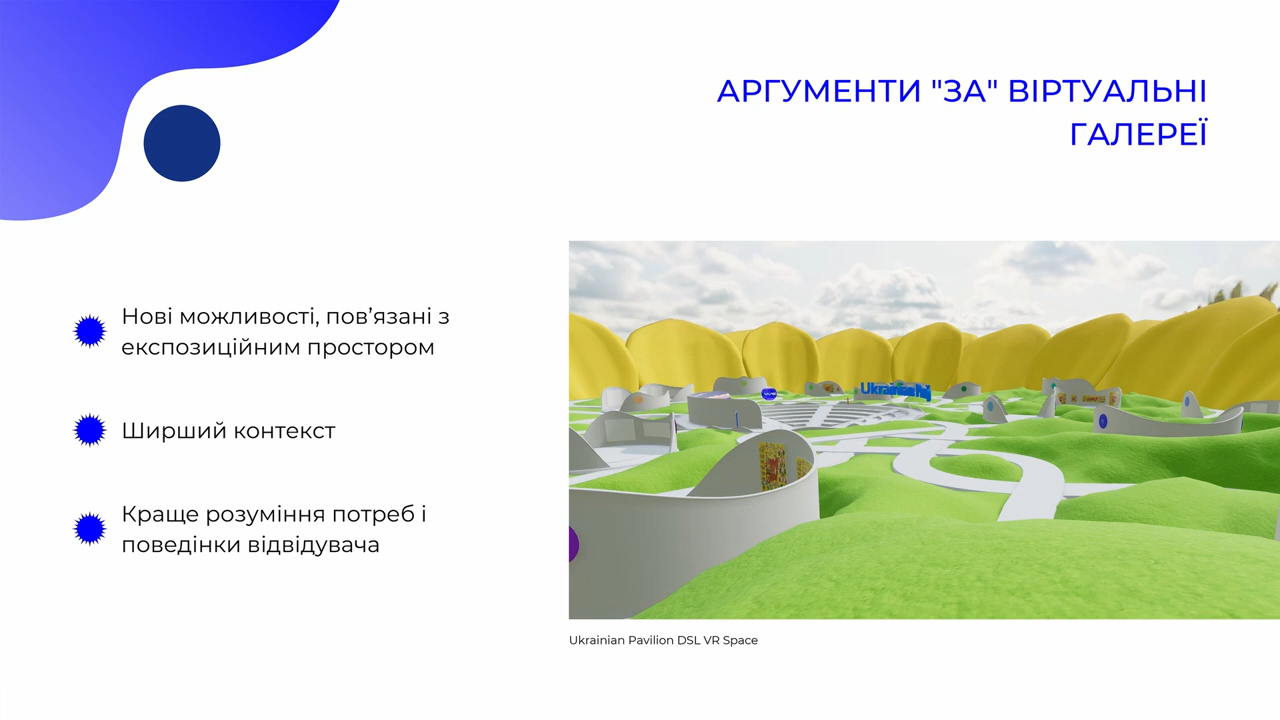 АРГУМЕНТИ "ЗА" ВІРТУАЛЬНІ
ГАЛЕРЕЇ
Нові можливості, пов’язані з
експозиційним простором
Ширший контекст
Краще розуміння потреб і
поведінки відвідувача
Ukrainian
Ukrainian Pavilion DSL VR Space